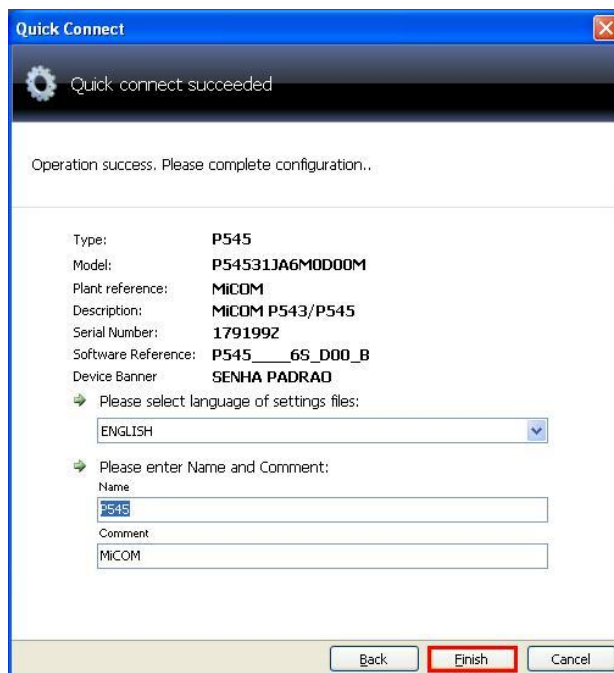 Quick Connect
Quick connect succeeded
Operation success. Please complete configuration..
Type: P545
Model: P54531JA6M0D00M
Plant reference: MiCOM
Description: MiCOM P543/P545
Serial Number: 179199Z
Software Reference: P545____6S_D00_B
Device Banner SENHA PADRAO
Please select language of settings files:
ENGLISH
Please enter Name and Comment:
Name
P545
Comment
MiCOM
Back Finish Cancel